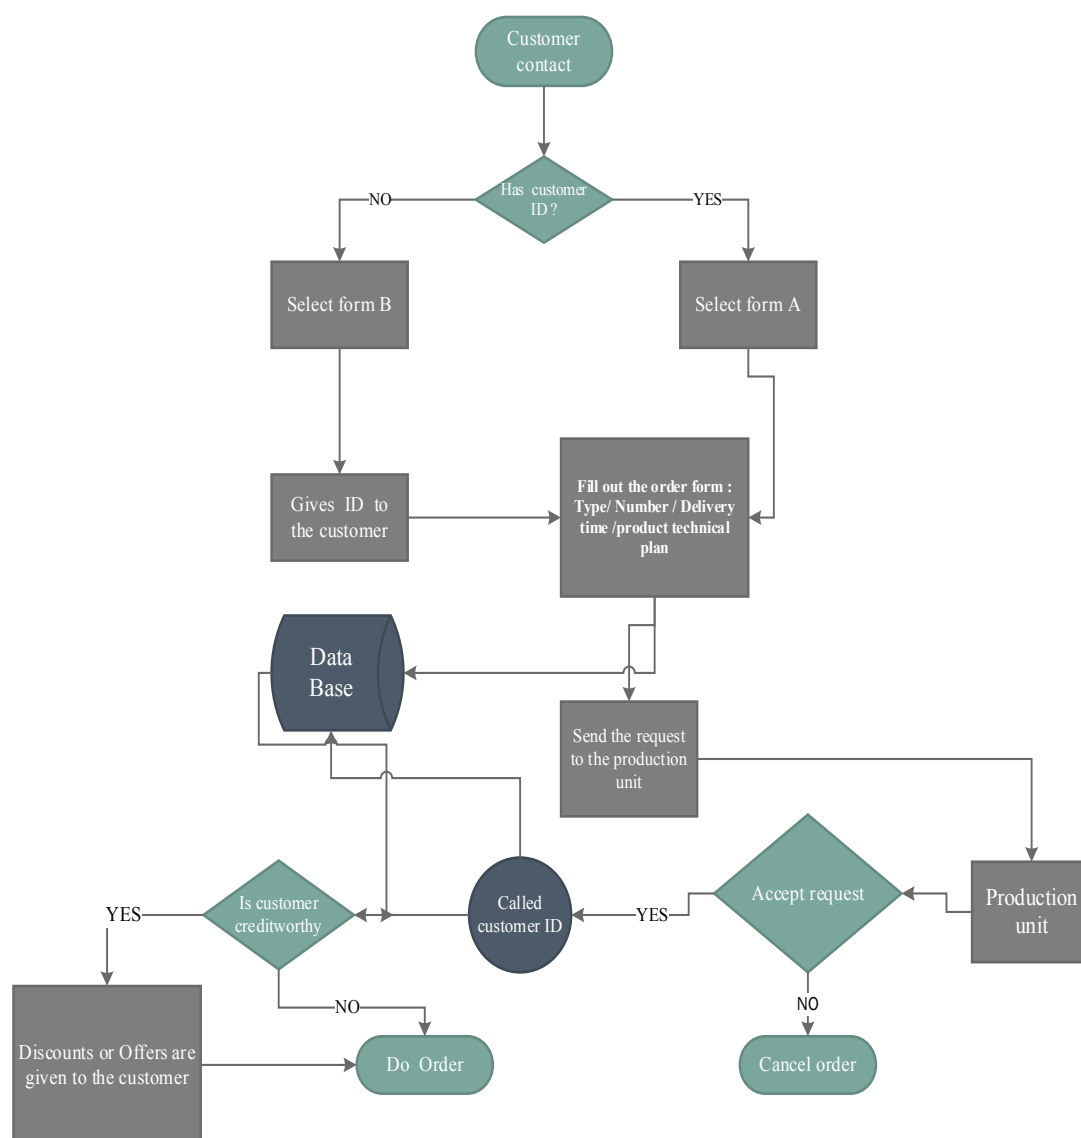 Customer
contact
Has customer
ID ?
NO
YES
Select form B
Select form A
Gives ID to
the customer
Fill out the order form :
Type/ Number / Delivery
time /product technical
plan
Data
Base
Send the request
to the production
unit
Accept request
Production
unit
YES
Called
customer ID
Is customer
creditworthy
YES
NO
NO
Discounts or Offers are
given to the customer
Do Order
Cancel order